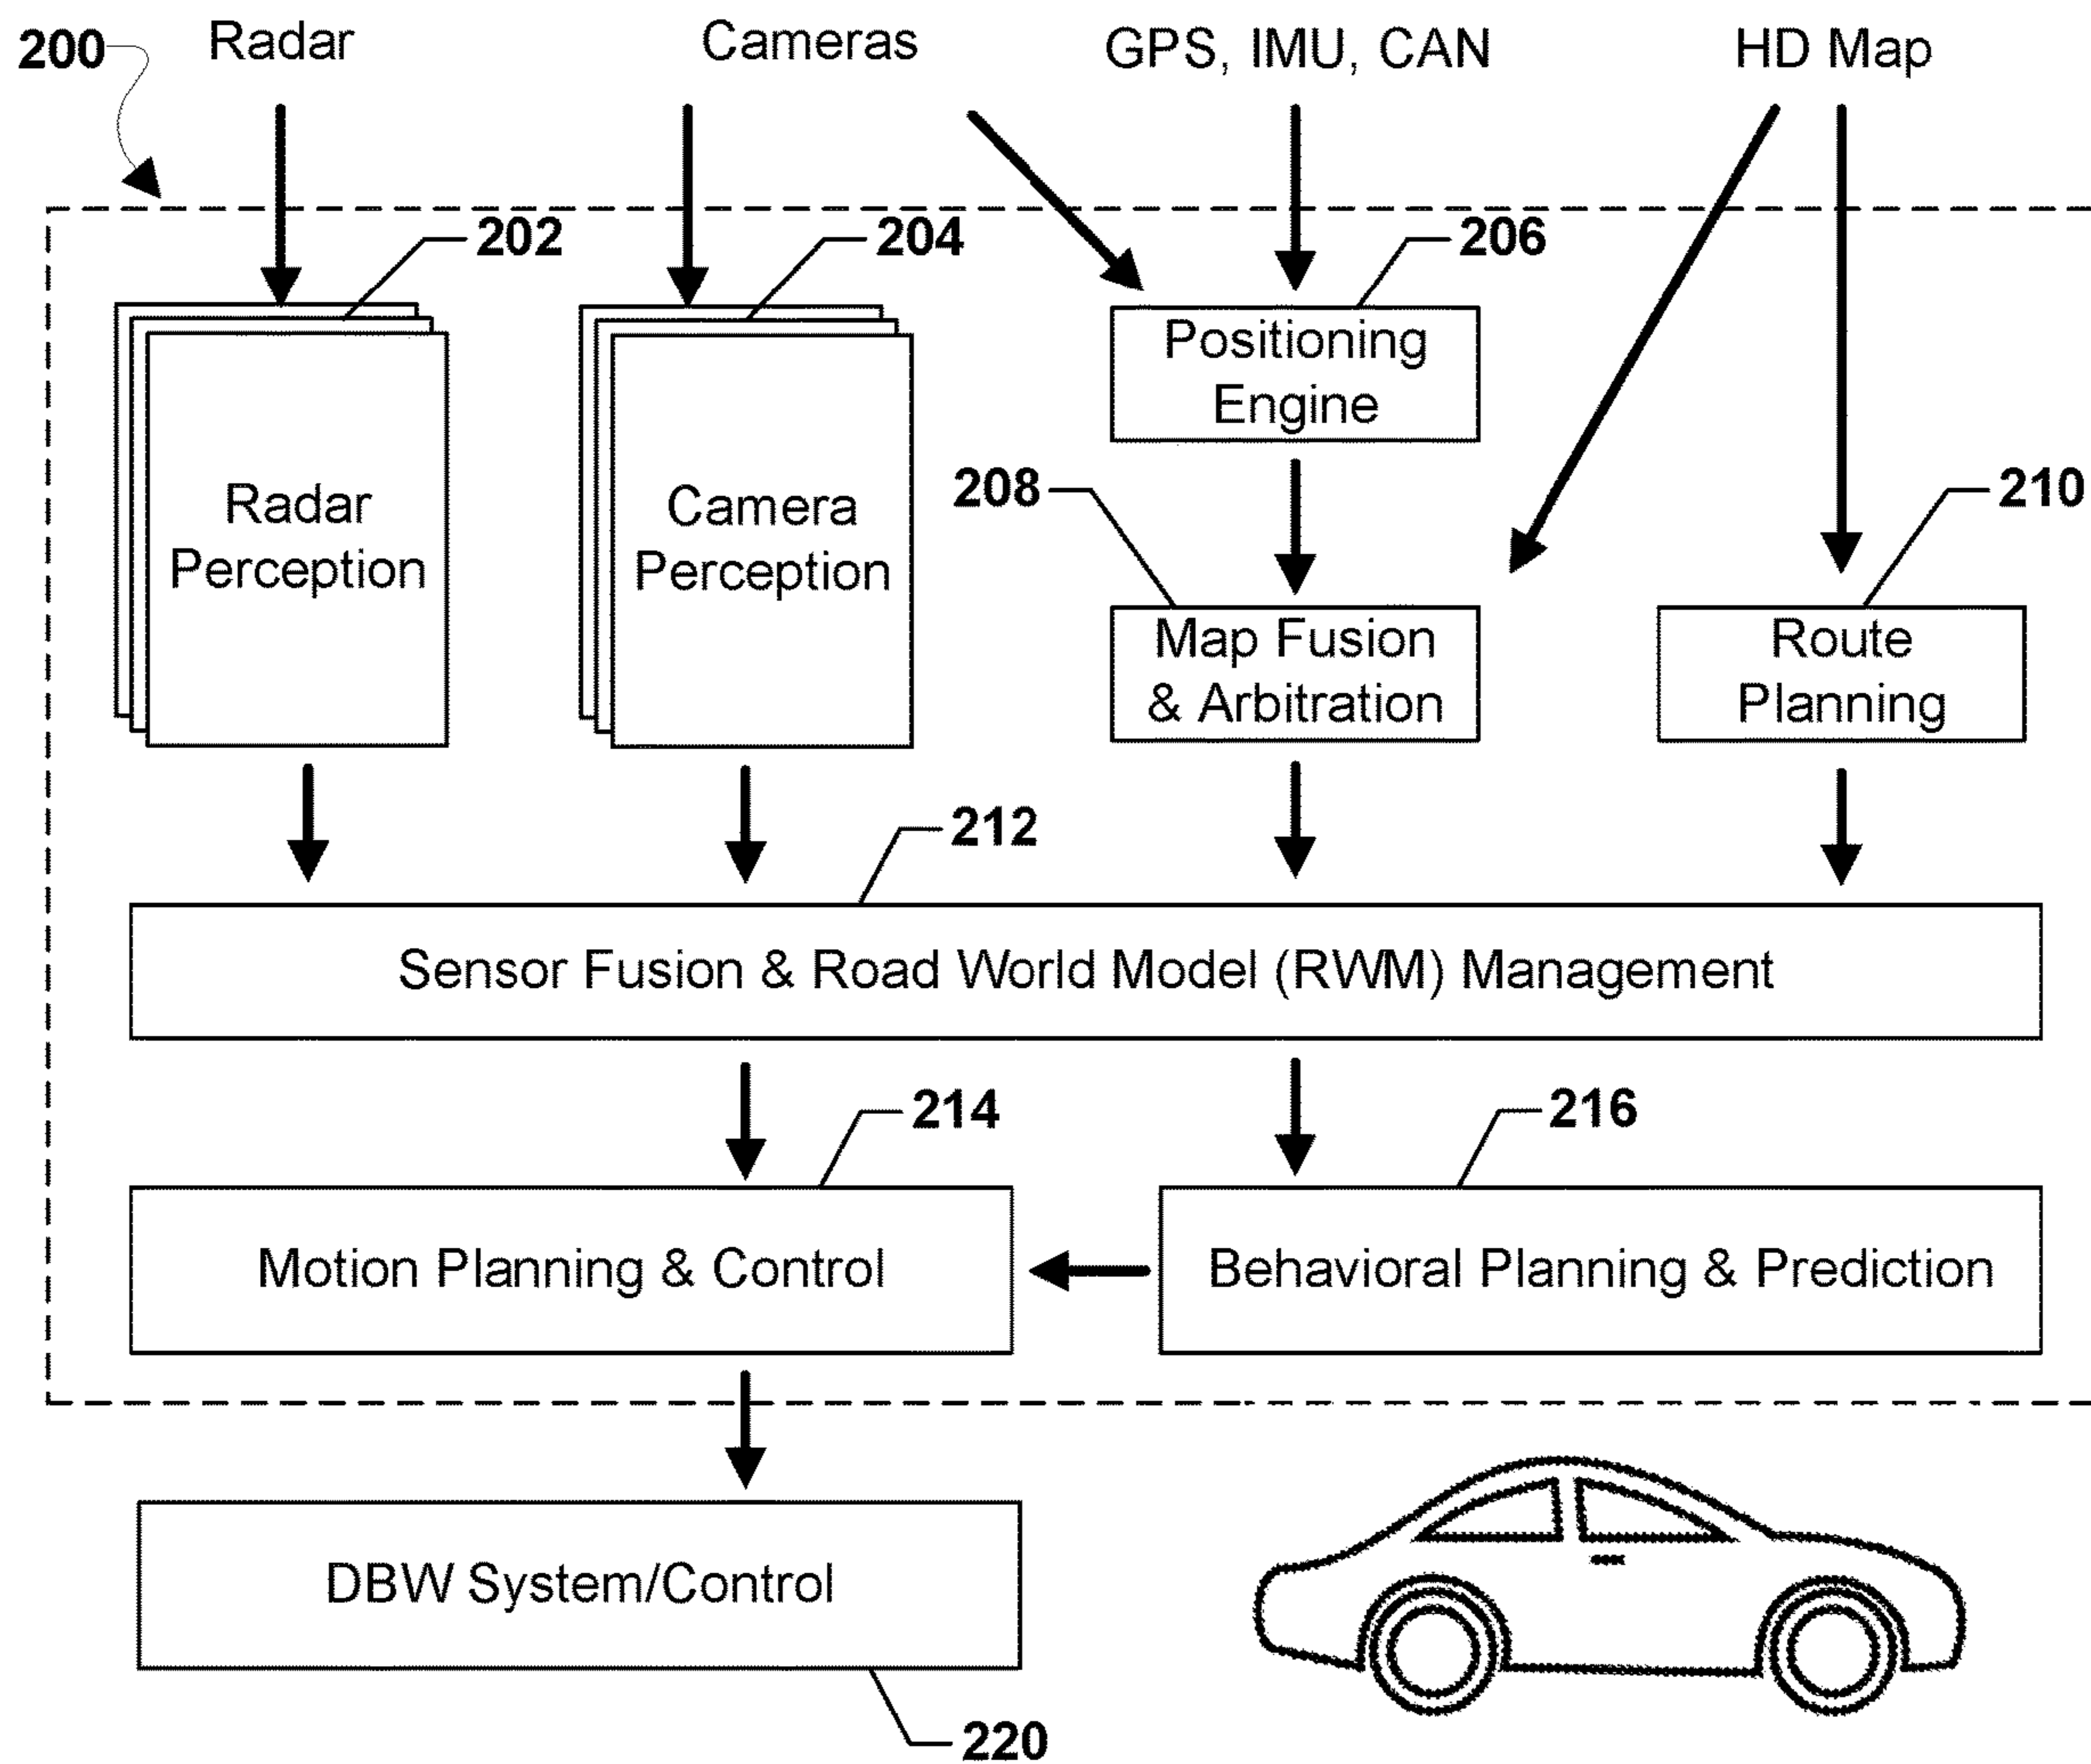 200
Radar
Cameras
GPS, IMU, CAN
HD Map
202
204
206
Positioning
Engine
Radar
Perception
Camera
Perception
208
210
Map Fusion
& Arbitration
Route
Planning
212
Sensor Fusion & Road World Model (RWM) Management
214
216
Motion Planning & Control
Behavioral Planning & Prediction
DBW System/Control
220